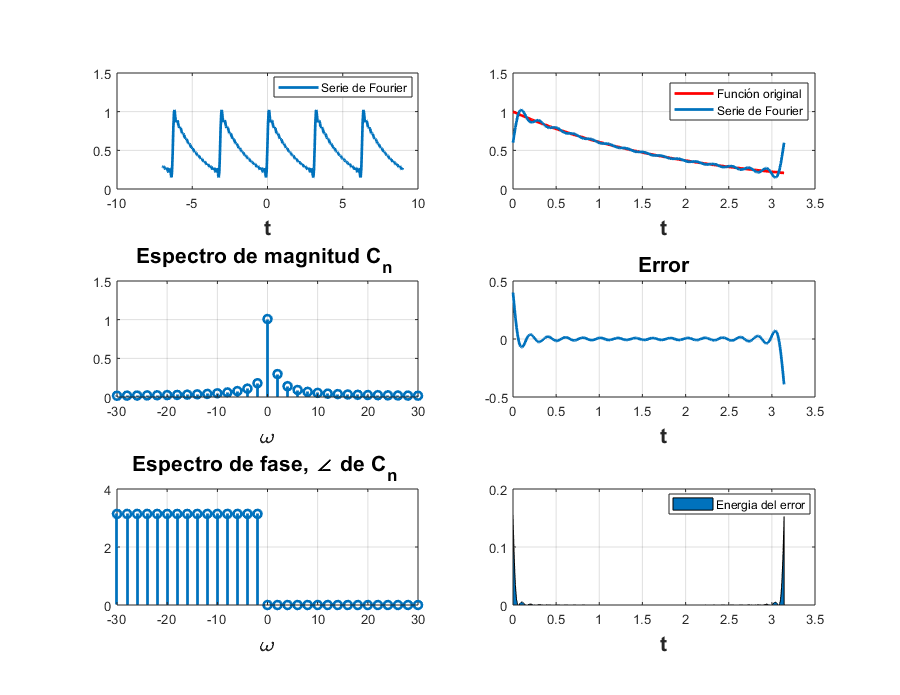 1.5
1
0.5
0
-10 -5 0 5 10
Serie de Fourier
t
1.5
1
0.5
0
0 0.5 1 1.5 2 2.5 3 3.5
Función original
Serie de Fourier
t
Espectro de magnitud C_n
1.5
1
0.5
0
-30 -20 -10 0 10 20 30
ω
Error
0.5
0
-0.5
0 0.5 1 1.5 2 2.5 3 3.5
t
Espectro de fase, ∠ de C_n
4
2
0
-30 -20 -10 0 10 20 30
ω
0.2
0.1
0
0 0.5 1 1.5 2 2.5 3 3.5
Energia del error
t